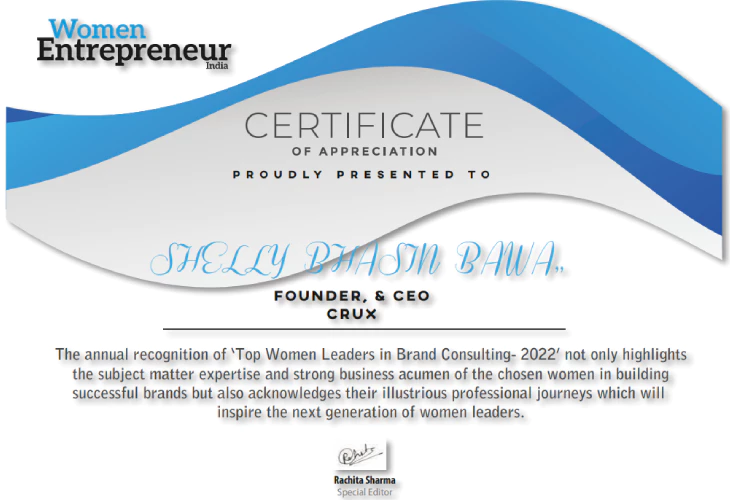 Women
Entrepreneur
India
CERTIFICATE
OF APPRECIATION
PROUDLY PRESENTED TO
SHELLY BHASIN BAWA,,
FOUNDER, & CEO
CRUX
The annual recognition of ‘Top Women Leaders in Brand Consulting- 2022’ not only highlights
the subject matter expertise and strong business acumen of the chosen women in building
successful brands but also acknowledges their illustrious professional journeys which will
inspire the next generation of women leaders.
Rachita Sharma
Special Editor